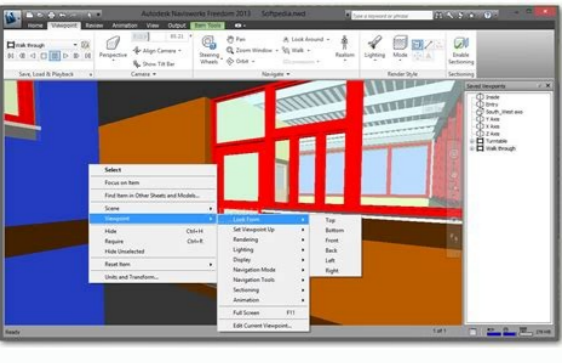 Autodesk Navisworks Freedom 2013 Softpedia.nwd
Type a keyword or phrase
Home Viewpoint Review Animation View Output Item Tools
Walk through
Save, Load & Playback
Perspective
65.22
Align Camera
Show Tilt Bar
Camera
Steering Wheels
Pan
Zoom Window
Orbit
Look Around
Walk
Realism
Navigate
Lighting
Mode
Render Style
Enable Sectioning
Sectioning
Saved Viewpoints
Inside
Entry
South_West axo
Y Axis
X Axis
Z Axis
Turntable
Walk through
Select
Focus on Item
Find Item in Other Sheets and Models...
Scene
Viewpoint
Hide Ctrl+H
Require Ctrl+R
Hide Unselected
Reset Item
Units and Transform...
Look From
Set Viewpoint Up
Rendering
Lighting
Display
Navigation Mode
Navigation Tools
Sectioning
Animation
Full Screen F11
Edit Current Viewpoint...
Top
Bottom
Front
Back
Left
Right
Ready
1 of 1